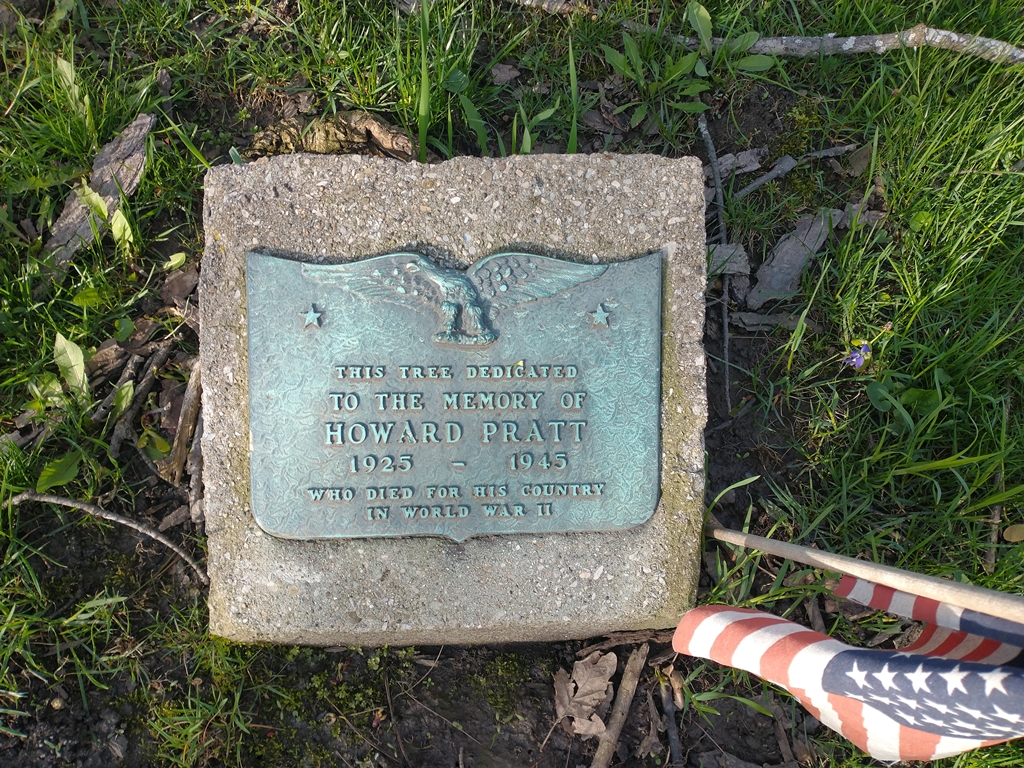 THIS TREE DEDICATED
TO THE MEMORY OF
HOWARD PRATT
1925 – 1945
WHO DIED FOR HIS COUNTRY
IN WORLD WAR II